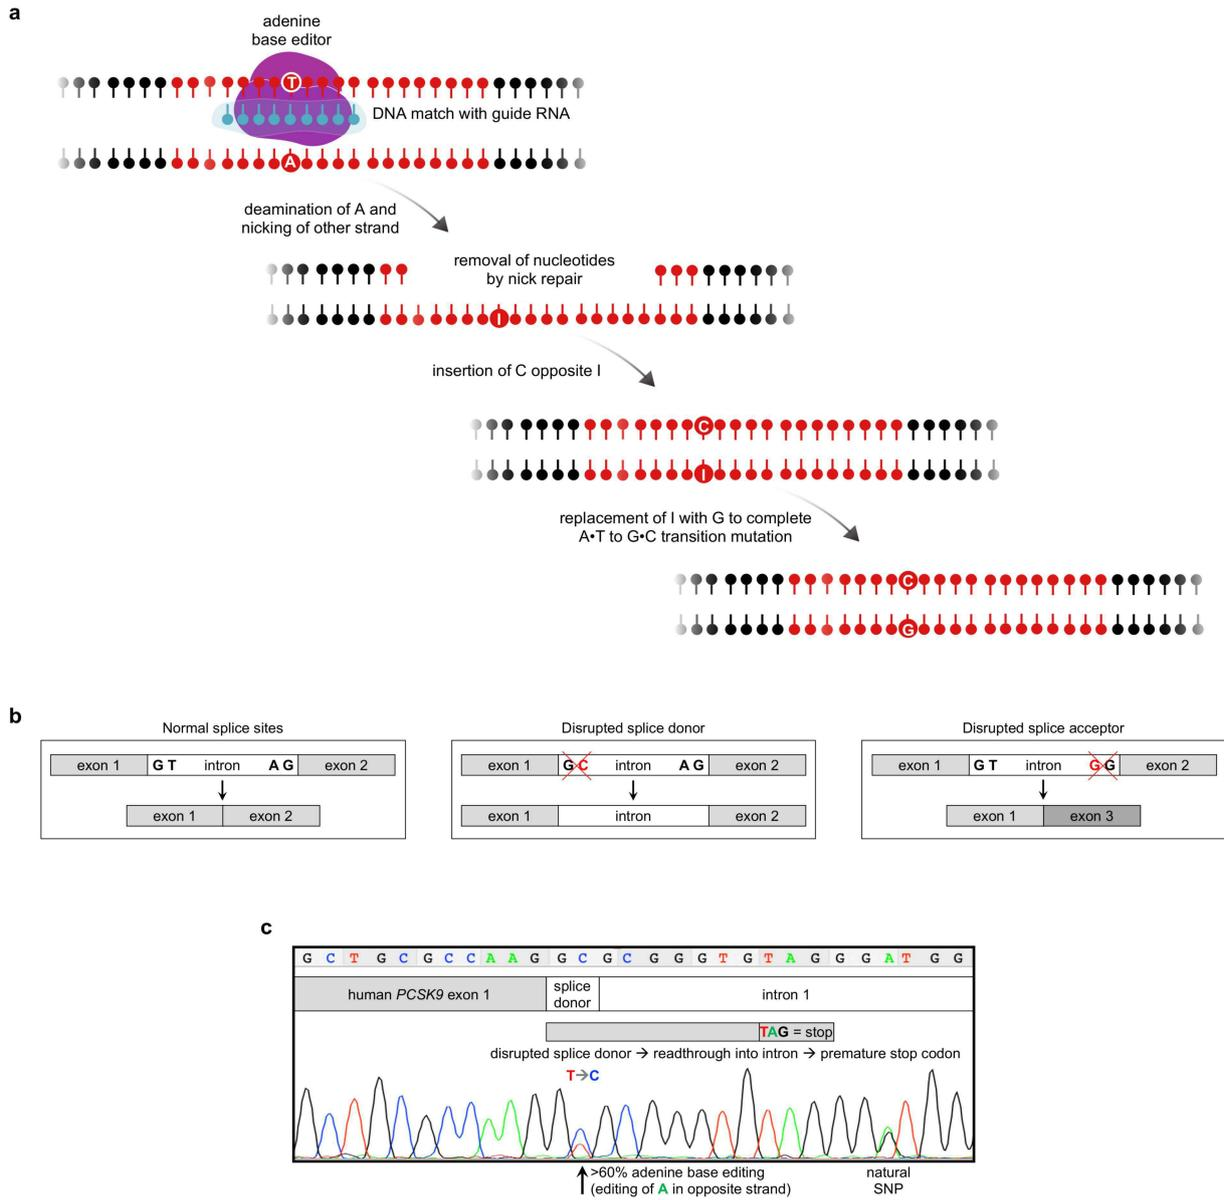 a
adenine
base editor
T
DNA match with guide RNA
A
deamination of A and
nicking of other strand
removal of nucleotides
by nick repair
I
insertion of C opposite I
C
I
replacement of I with G to complete
A•T to G•C transition mutation
C
G
b
Normal splice sites
exon 1 G T intron A G exon 2
exon 1 exon 2
Disrupted splice donor
exon 1 G C intron A G exon 2
exon 1 intron exon 2
Disrupted splice acceptor
exon 1 G T intron G G exon 2
exon 1 exon 3
c
G C T G C G C C A A G G C G C G G G T G T A G G G A T G G
human PCSK9 exon 1
splice
donor
intron 1
TAG = stop
disrupted splice donor → readthrough into intron → premature stop codon
T→C
>60% adenine base editing
(editing of A in opposite strand)
natural
SNP